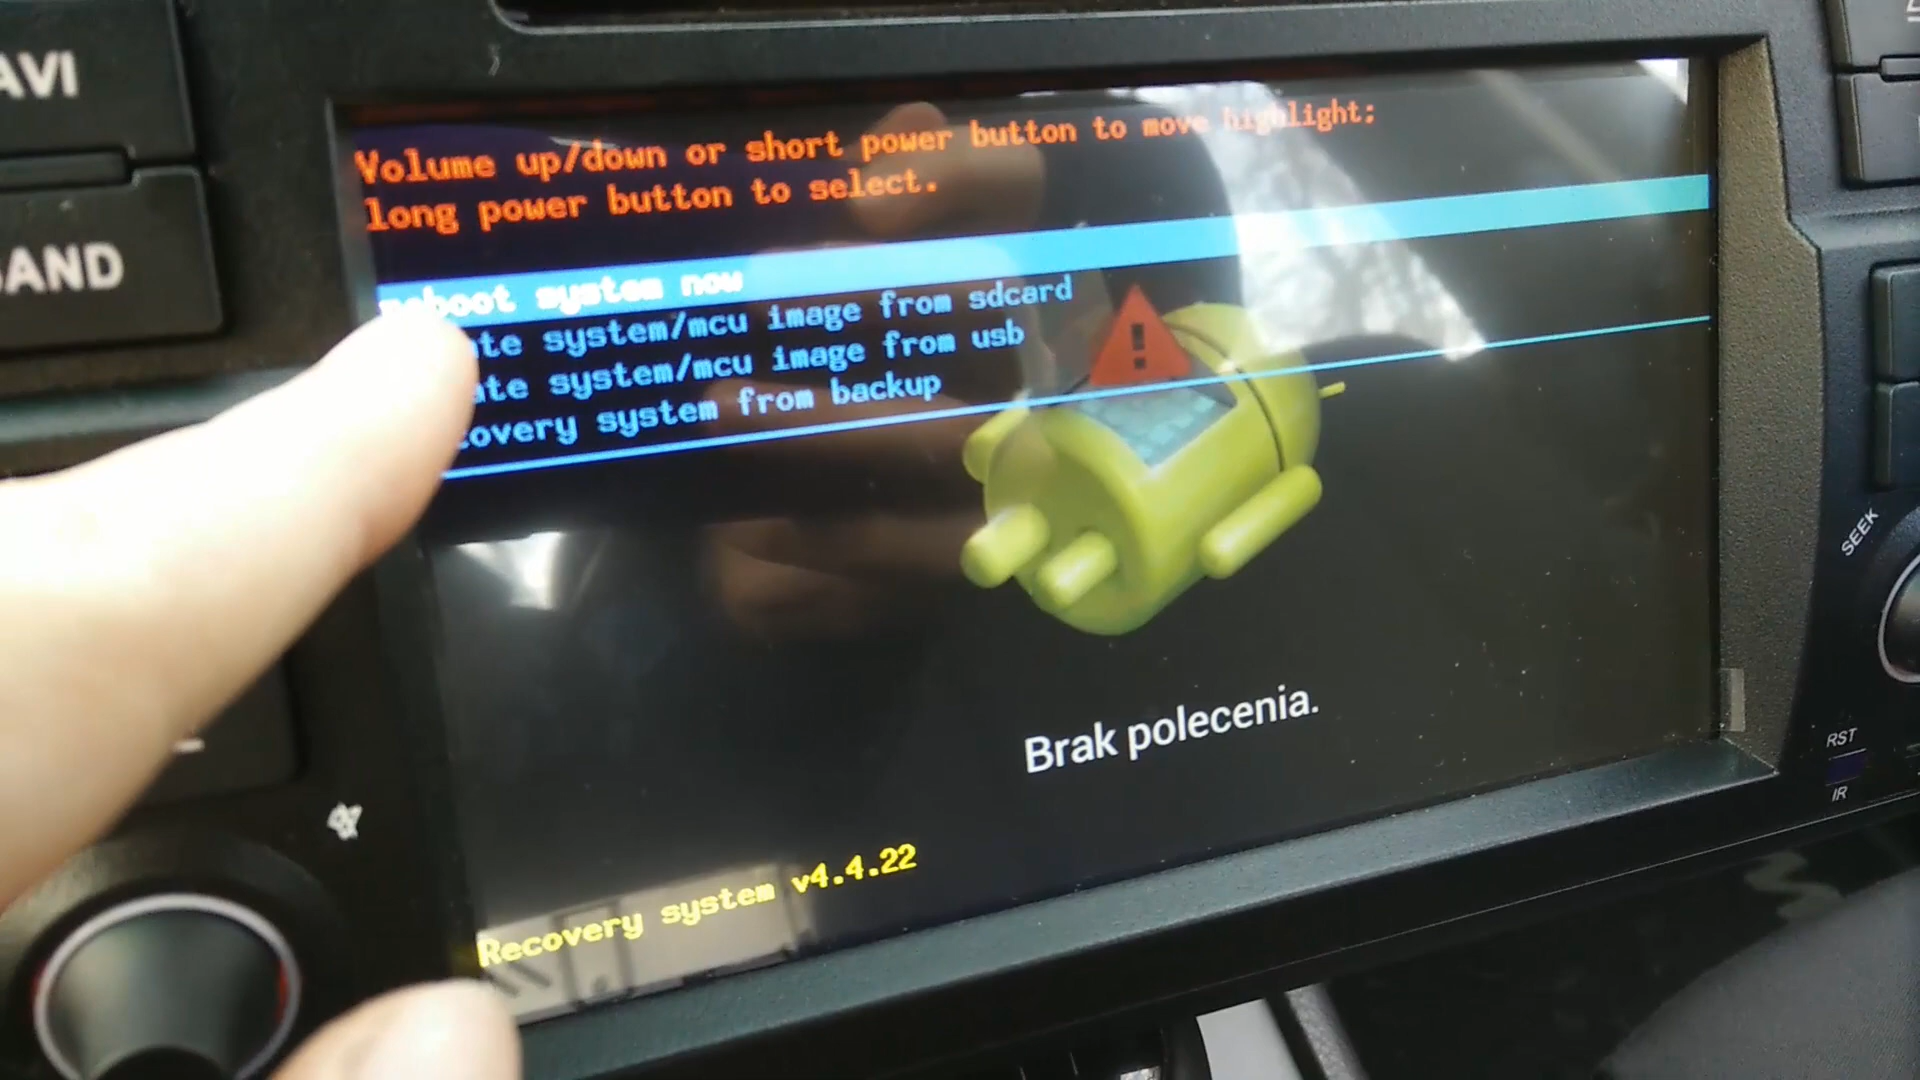 Volume up/down or short power button to move highlight;
long power button to select.
reboot system now
system/mcu image from sdcard
system/mcu image from usb
system from backup
Brak polecenia.
Recovery system v4.4.22
SEEK
RST
IR